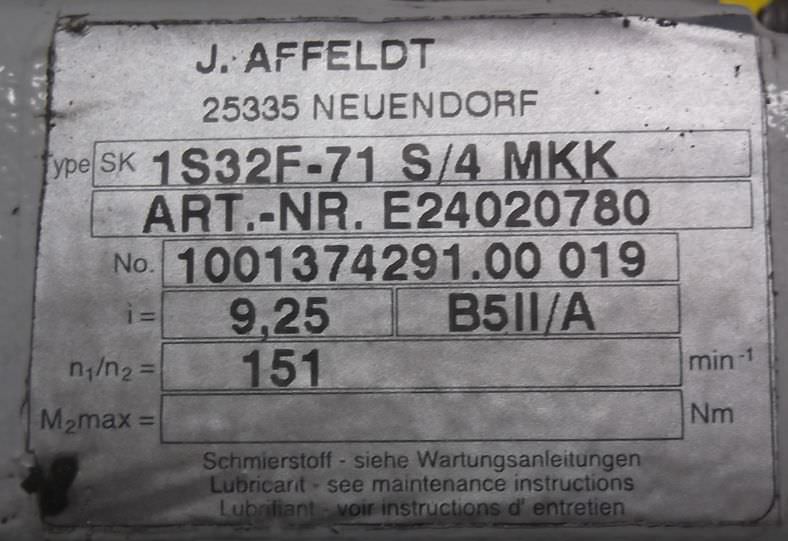 J. AFFELDT
25335 NEUENDORF
ype SK 1S32F-71 S/4 MKK
ART.-NR. E24020780
No. 1001374291.00 019
i = 9,25 B5II/A
n₁/n₂ = 151 min⁻¹
M₂max = Nm
Schmierstoff - siehe Wartungsanleitungen
Lubricant - see maintenance instructions
Lubrifiant - voir instructions d' entretien